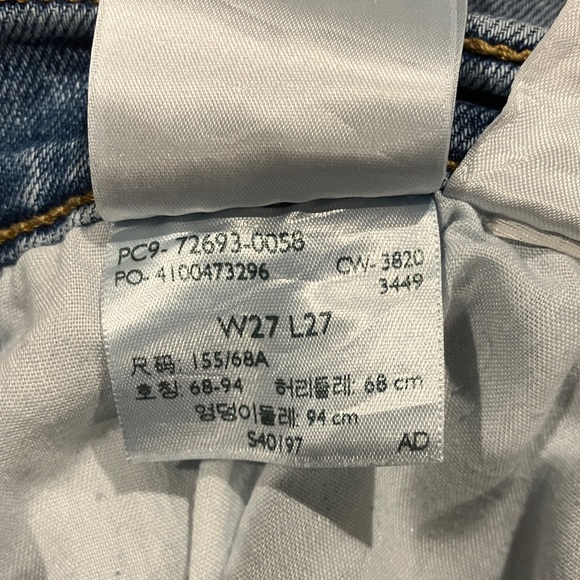 PC9- 72693-0058
PO- 4100473296 CW- 3820
3449
W27 L27
尺码: 155/68A
호칭: 68-94 허리둘레: 68 cm
엉덩이둘레: 94 cm
S40197 AD